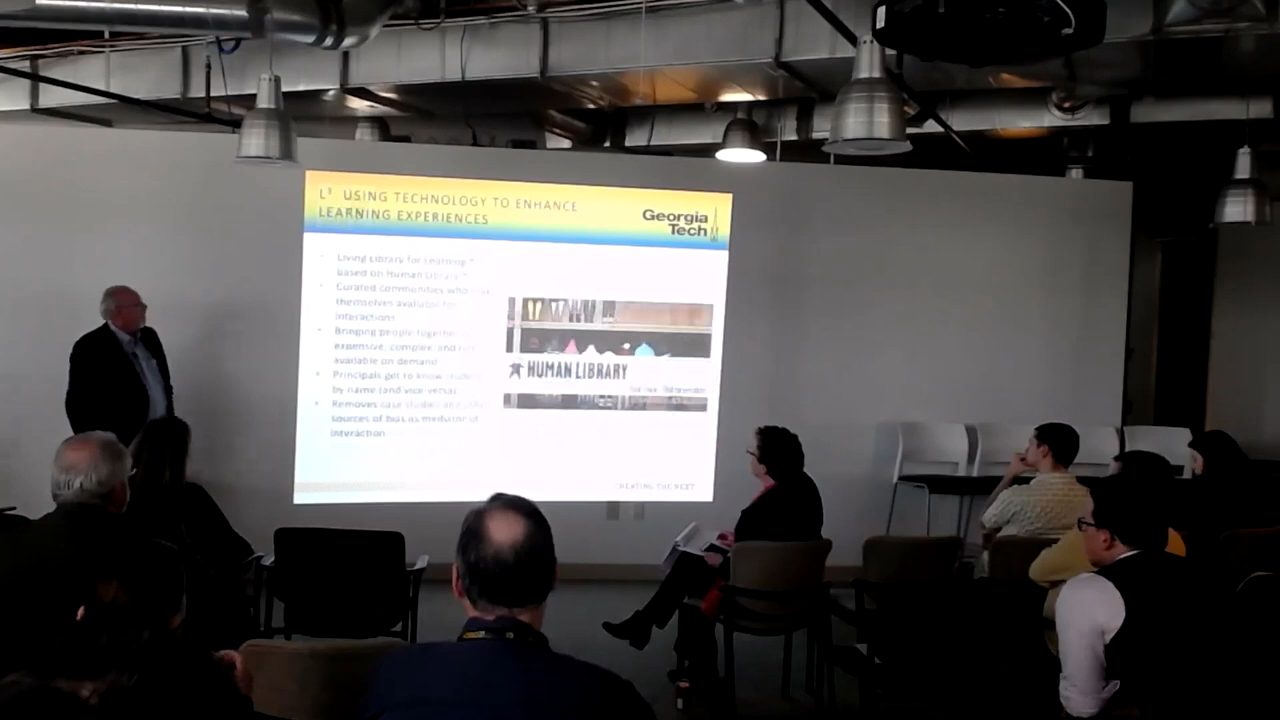 L³ USING TECHNOLOGY TO ENHANCE
LEARNING EXPERIENCES
Georgia
Tech
Living Library for Learning
based on Human Library
Curated communities who
themselves available for
interactions
Bringing people together
expensive, complex, and
available on demand
Principals get to know
by name (and vice versa)
Removes case studies and
sources of bias as medium of
interaction
HUMAN LIBRARY
CREATING THE NEXT